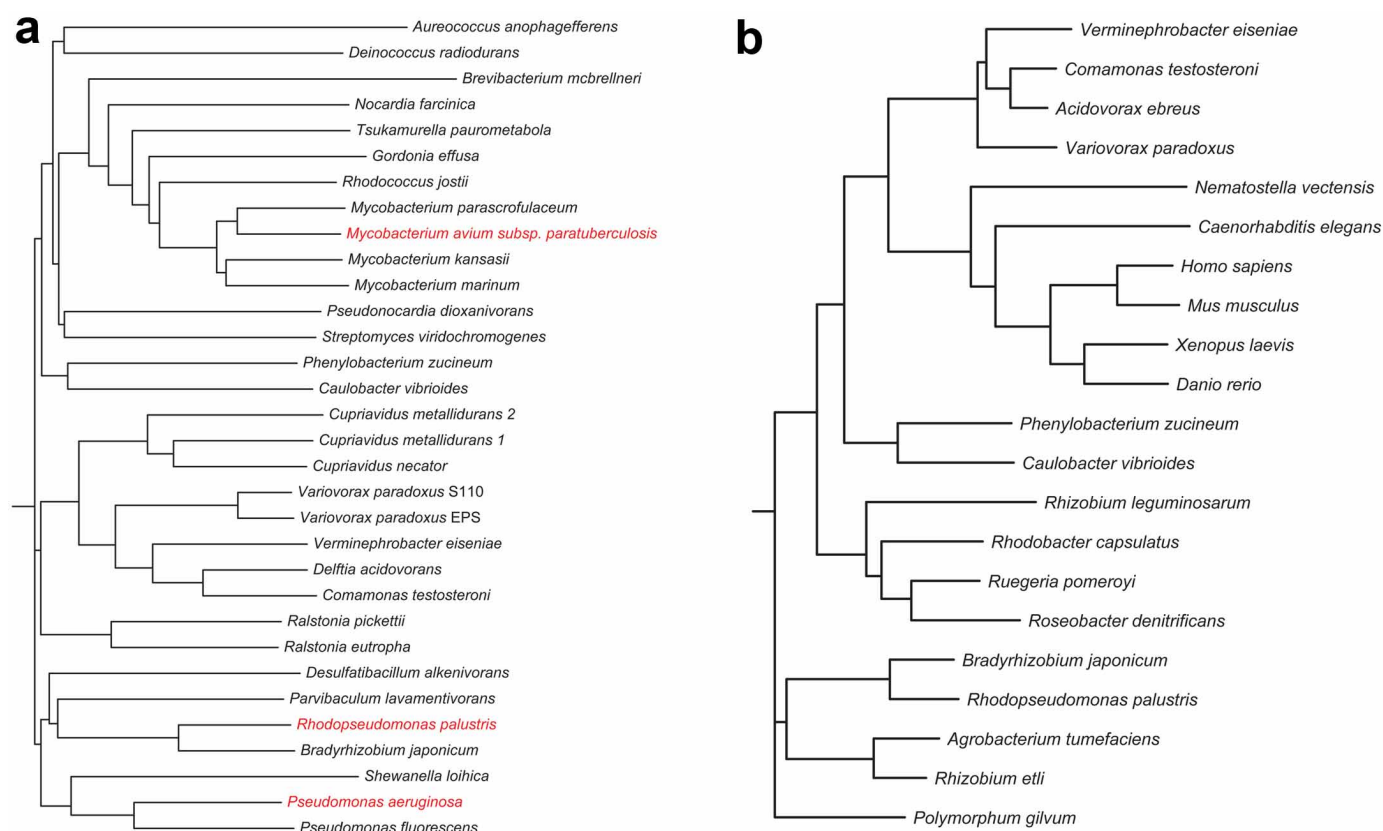 a
Aureococcus anophagefferens
Deinococcus radiodurans
Brevibacterium mcbrellneri
Nocardia farcinica
Tsukamurella paurometabola
Gordonia effusa
Rhodococcus jostii
Mycobacterium parascrofulaceum
Mycobacterium avium subsp. paratuberculosis
Mycobacterium kansasii
Mycobacterium marinum
Pseudonocardia dioxanivorans
Streptomyces viridochromogenes
Phenylobacterium zucineum
Caulobacter vibrioides
Cupriavidus metallidurans 2
Cupriavidus metallidurans 1
Cupriavidus necator
Variovorax paradoxus S110
Variovorax paradoxus EPS
Verminephrobacter eiseniae
Delftia acidovorans
Comamonas testosteroni
Ralstonia pickettii
Ralstonia eutropha
Desulfatibacillum alkenivorans
Parvibaculum lavamentivorans
Rhodopseudomonas palustris
Bradyrhizobium japonicum
Shewanella loihica
Pseudomonas aeruginosa
Pseudomonas fluorescens
b
Verminephrobacter eiseniae
Comamonas testosteroni
Acidovorax ebreus
Variovorax paradoxus
Nematostella vectensis
Caenorhabditis elegans
Homo sapiens
Mus musculus
Xenopus laevis
Danio rerio
Phenylobacterium zucineum
Caulobacter vibrioides
Rhizobium leguminosarum
Rhodobacter capsulatus
Ruegeria pomeroyi
Roseobacter denitrificans
Bradyrhizobium japonicum
Rhodopseudomonas palustris
Agrobacterium tumefaciens
Rhizobium etli
Polymorphum gilvum